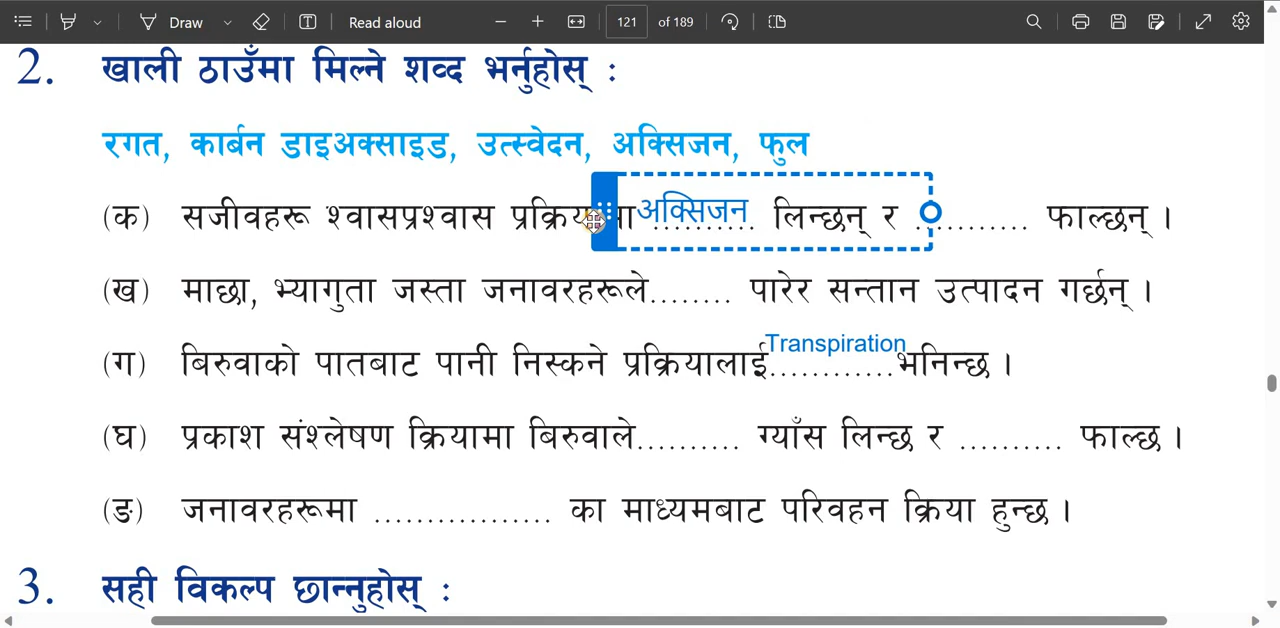 Draw Read aloud 121 of 189
2. खाली ठाउँमा मिल्ने शव्द भर्नुहोस् :
रगत, कार्बन डाइअक्साइड, उत्स्वेदन, अक्सिजन, फुल
(क) सजीवहरू श्वासप्रश्वास प्रक्रियामा अक्सिजन .......... लिन्छन् र ........... फाल्छन् ।
(ख) माछा, भ्यागुता जस्ता जनावरहरूले........ पारेर सन्तान उत्पादन गर्छन् ।
Transpiration
(ग) बिरुवाको पातबाट पानी निस्कने प्रक्रियालाई............भनिन्छ ।
(घ) प्रकाश संश्लेषण क्रियामा बिरुवाले.......... ग्याँस लिन्छ र .......... फाल्छ ।
(ङ) जनावरहरूमा ................. का माध्यमबाट परिवहन क्रिया हुन्छ ।
3. सही विकल्प छान्नुहोस् :